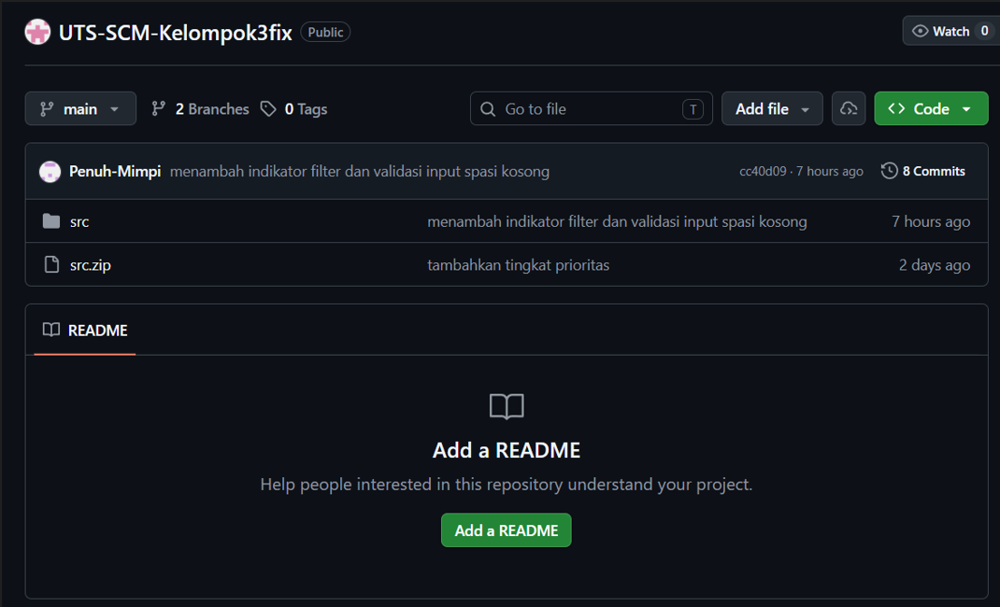 UTS-SCM-Kelompok3fix Public Watch 0
main 2 Branches 0 Tags Go to file T Add file Code
Penuh-Mimpi menambah indikator filter dan validasi input spasi kosong cc40d09 · 7 hours ago 8 Commits
src menambah indikator filter dan validasi input spasi kosong 7 hours ago
src.zip tambahkan tingkat prioritas 2 days ago
README
Add a README
Help people interested in this repository understand your project.
Add a README